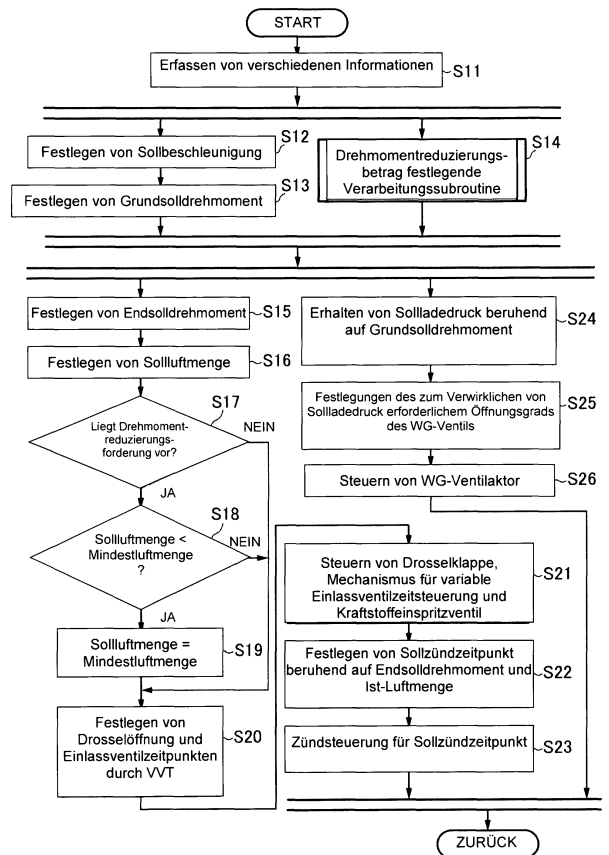 START
Erfassen von verschiedenen Informationen
S11
Festlegen von Sollbeschleunigung
S12
Festlegen von Grundsolldrehmoment
S13
Drehmomentreduzierungs-
betrag festlegende
Verarbeitungssubroutine
S14
Festlegen von Endsolldrehmoment
S15
Festlegen von Sollluftmenge
S16
S17
Liegt Drehmoment-
reduzierungs-
forderung vor?
NEIN
JA
S18
Sollluftmenge <
Mindestluftmenge
?
NEIN
JA
Sollluftmenge =
Mindestluftmenge
S19
Festlegen von
Drosselöffnung und
Einlassventilzeitpunkten
durch VVT
S20
Erhalten von Sollladedruck beruhend
auf Grundsolldrehmoment
S24
Festlegungen des zum Verwirklichen von
Sollladedruck erforderlichem Öffnungsgrads
des WG-Ventils
S25
Steuern von WG-Ventilaktor
S26
Steuern von Drosselklappe,
Mechanismus für variable
Einlassventilzeitsteuerung und
Kraftstoffeinspritzventil
S21
Festlegen von Sollzündzeitpunkt
beruhend auf Endsolldrehmoment und
Ist-Luftmenge
S22
Zündsteuerung für Sollzündzeitpunkt
S23
ZURÜCK